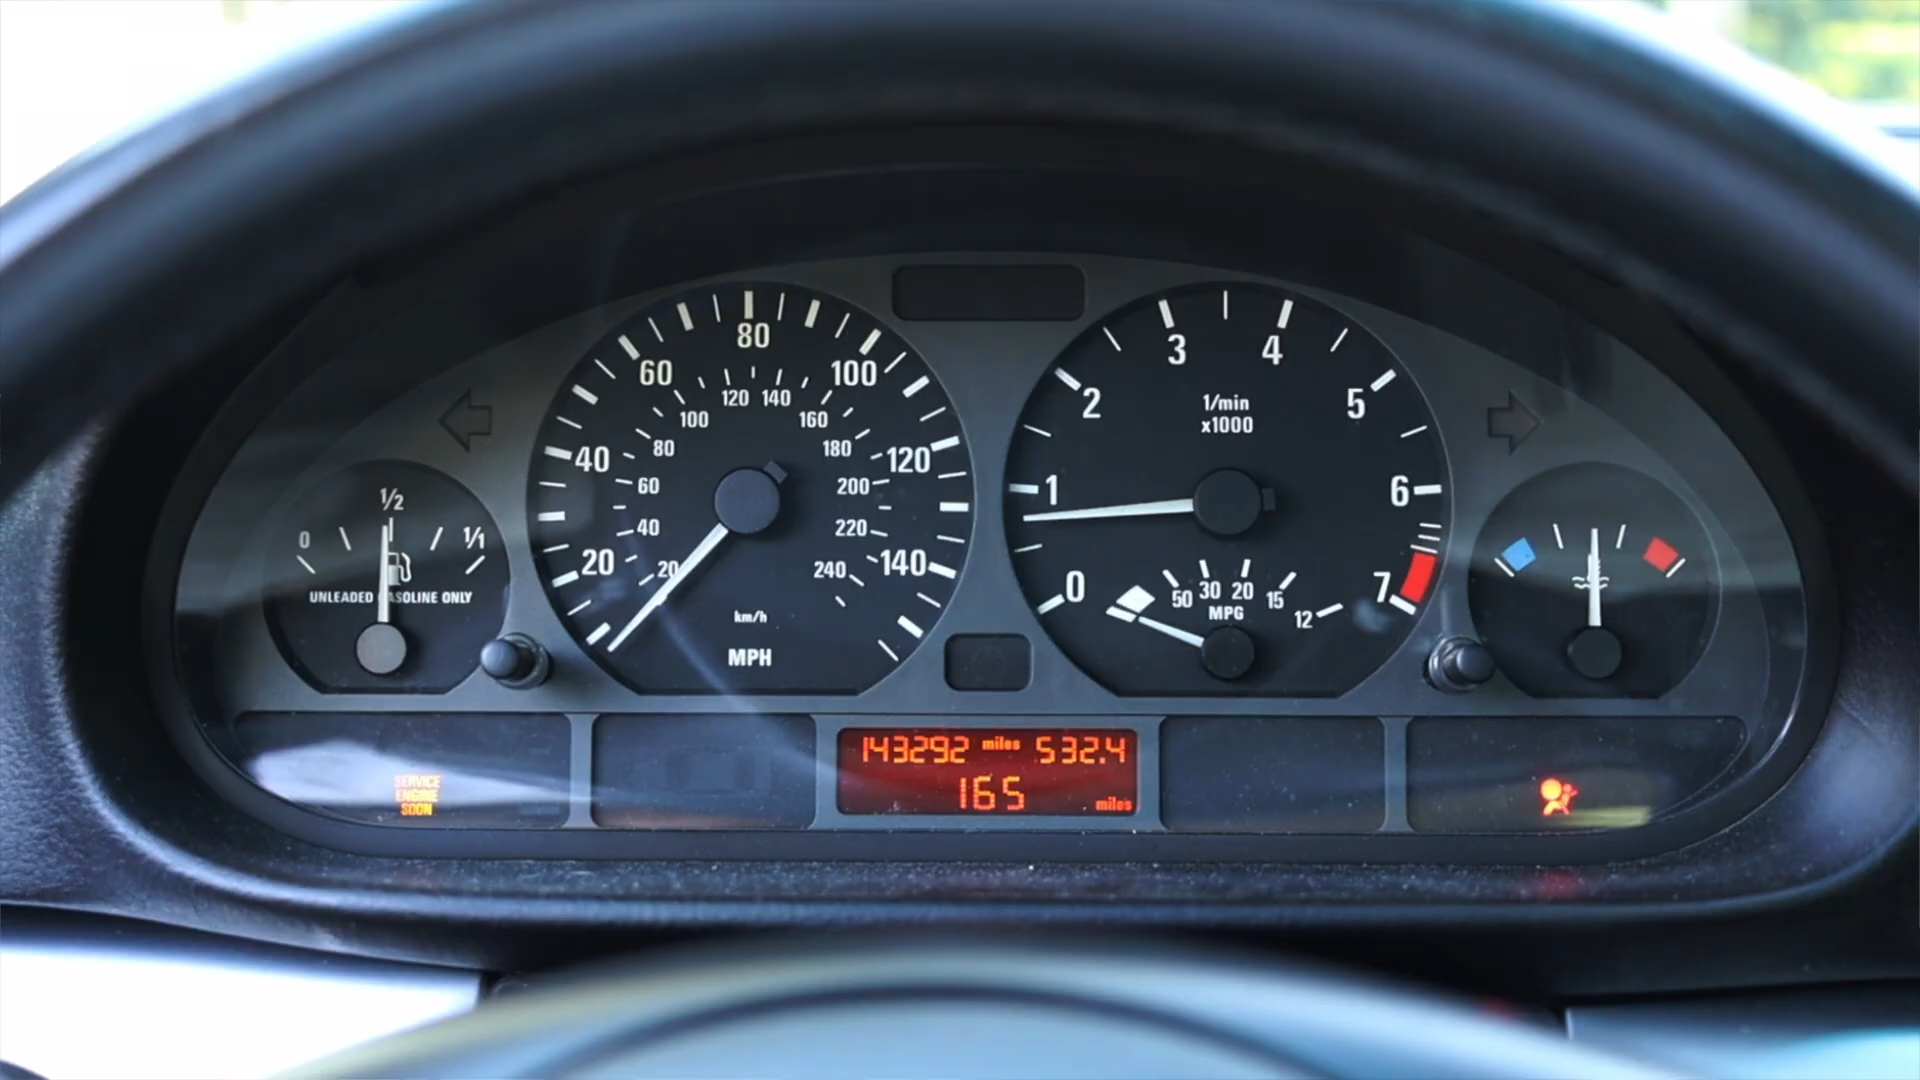 0 1/2 1/1
UNLEADED GASOLINE ONLY
20 40 60 80 100 120 140
20 40 60 80 100 120 140 160 180 200 220 240
km/h
MPH
0 1 2 3 4 5 6 7
1/min
x1000
50 30 20 15 12
MPG
SERVICE
ENGINE
SOON
143292 miles 532.4
165 miles